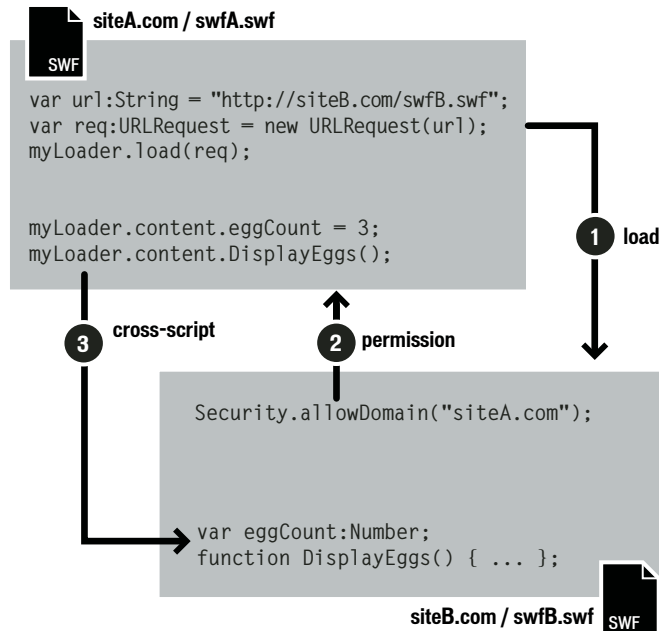 siteA.com / swfA.swf
SWF
var url:String = "http://siteB.com/swfB.swf";
var req:URLRequest = new URLRequest(url);
myLoader.load(req);
myLoader.content.eggCount = 3;
myLoader.content.DisplayEggs();
1 load
3 cross-script
2 permission
Security.allowDomain("siteA.com");
var eggCount:Number;
function DisplayEggs() { ... };
siteB.com / swfB.swf
SWF